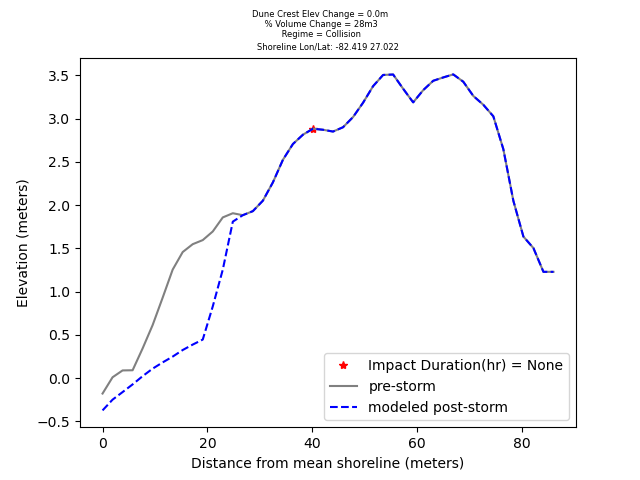 Dune Crest Elev Change = 0.0m
% Volume Change = 28m3
Regime = Collision
Shoreline Lon/Lat: -82.419 27.022
3.5
3.0
2.5
2.0
1.5
1.0
0.5
0.0
−0.5
Elevation (meters)
Impact Duration(hr) = None
pre-storm
modeled post-storm
0 20 40 60 80
Distance from mean shoreline (meters)